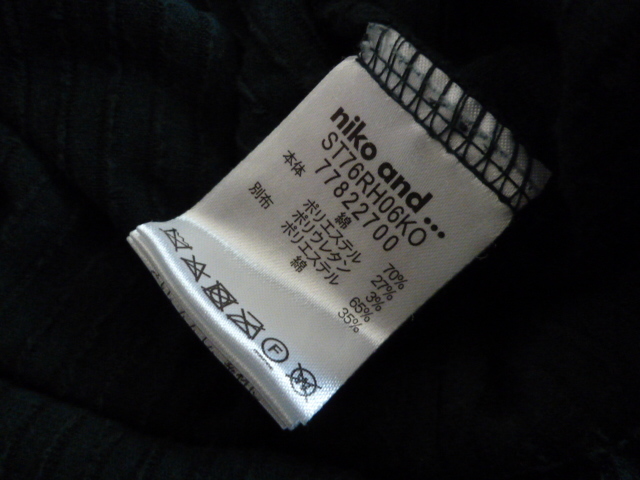 niko and...
ST76RH06KO
77822700
本体 綿 70%
ポリエステル 27%
ポリウレタン 3%
別布 ポリエステル 65%
綿 35%
F